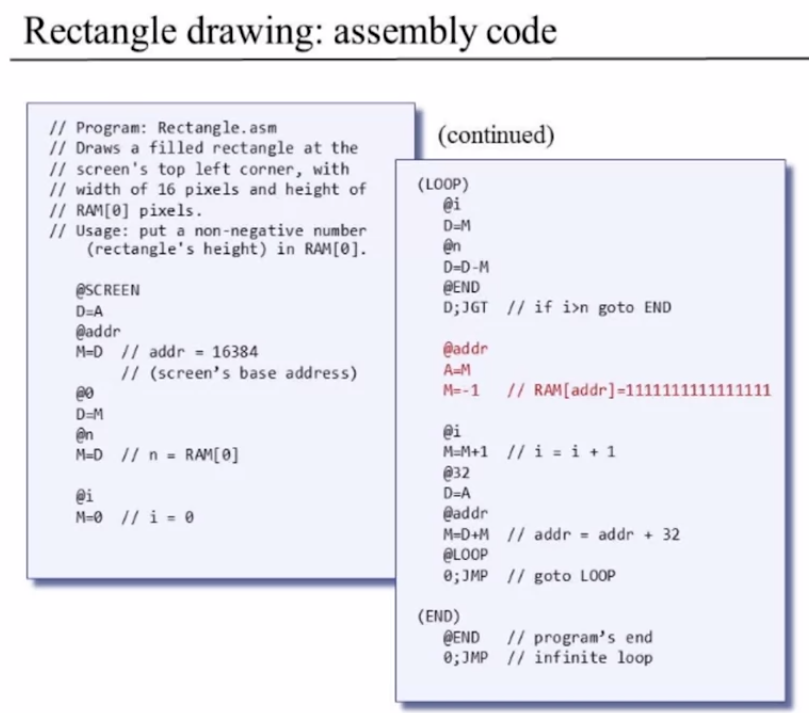 Rectangle drawing: assembly code
// Program: Rectangle.asm
// Draws a filled rectangle at the
// screen's top left corner, with
// width of 16 pixels and height of
// RAM[0] pixels.
// Usage: put a non-negative number
(rectangle's height) in RAM[0].
@SCREEN
D=A
@addr
M=D // addr = 16384
// (screen’s base address)
@0
D=M
@n
M=D // n = RAM[0]
@i
M=0 // i = 0
(continued)
(LOOP)
@i
D=M
@n
D=D-M
@END
D;JGT // if i>n goto END
@addr
A=M
M=-1 // RAM[addr]=1111111111111111
@i
M=M+1 // i = i + 1
@32
D=A
@addr
M=D+M // addr = addr + 32
@LOOP
0;JMP // goto LOOP
(END)
@END // program’s end
0;JMP // infinite loop